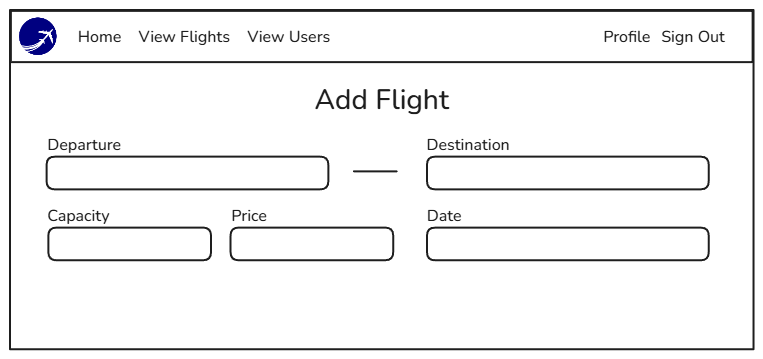 Home View Flights View Users Profile Sign Out
Add Flight
Departure Destination
Capacity Price Date